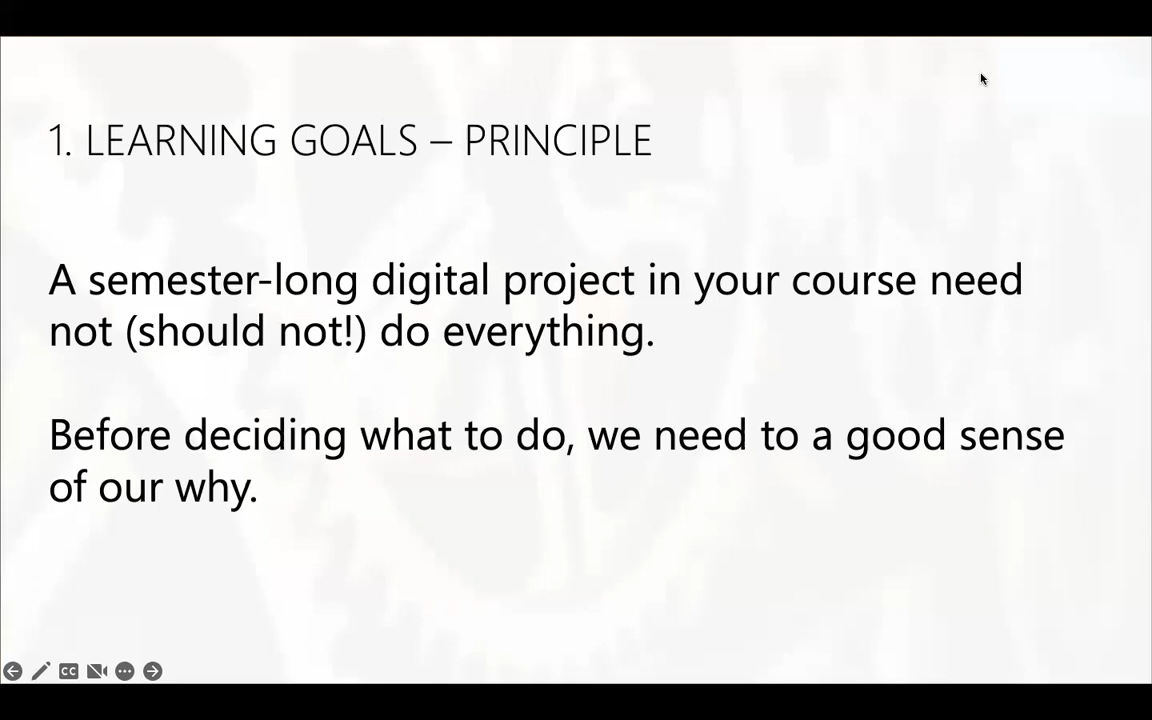 1. LEARNING GOALS – PRINCIPLE
A semester-long digital project in your course need
not (should not!) do everything.
Before deciding what to do, we need to a good sense
of our why.
CC